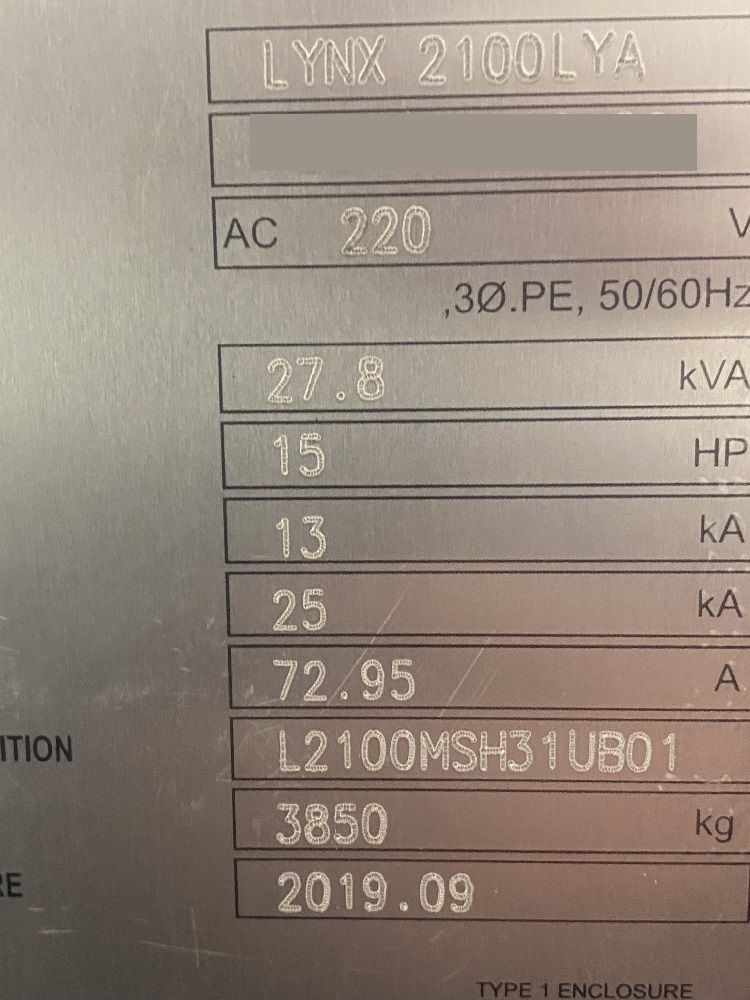 LYNX 2100LYA
AC 220 V
,3Ø.PE, 50/60Hz
27.8 kVA
15 HP
13 kA
25 kA
72.95 A
ITION L2100MSH31UB01
3850 kg
RE 2019.09
TYPE 1 ENCLOSURE